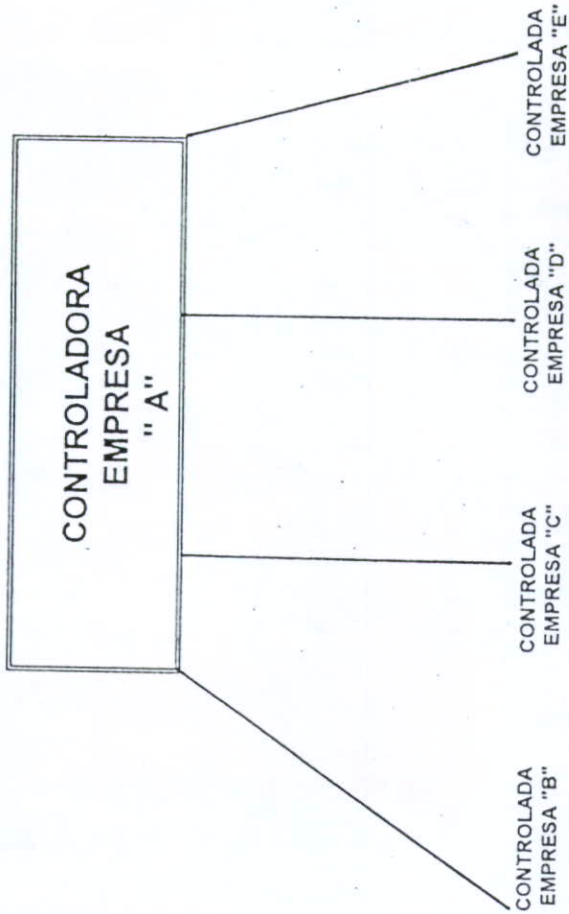 CONTROLADORA
EMPRESA
" A"
CONTROLADA
EMPRESA "B"
CONTROLADA
EMPRESA "C"
CONTROLADA
EMPRESA "D"
CONTROLADA
EMPRESA "E"